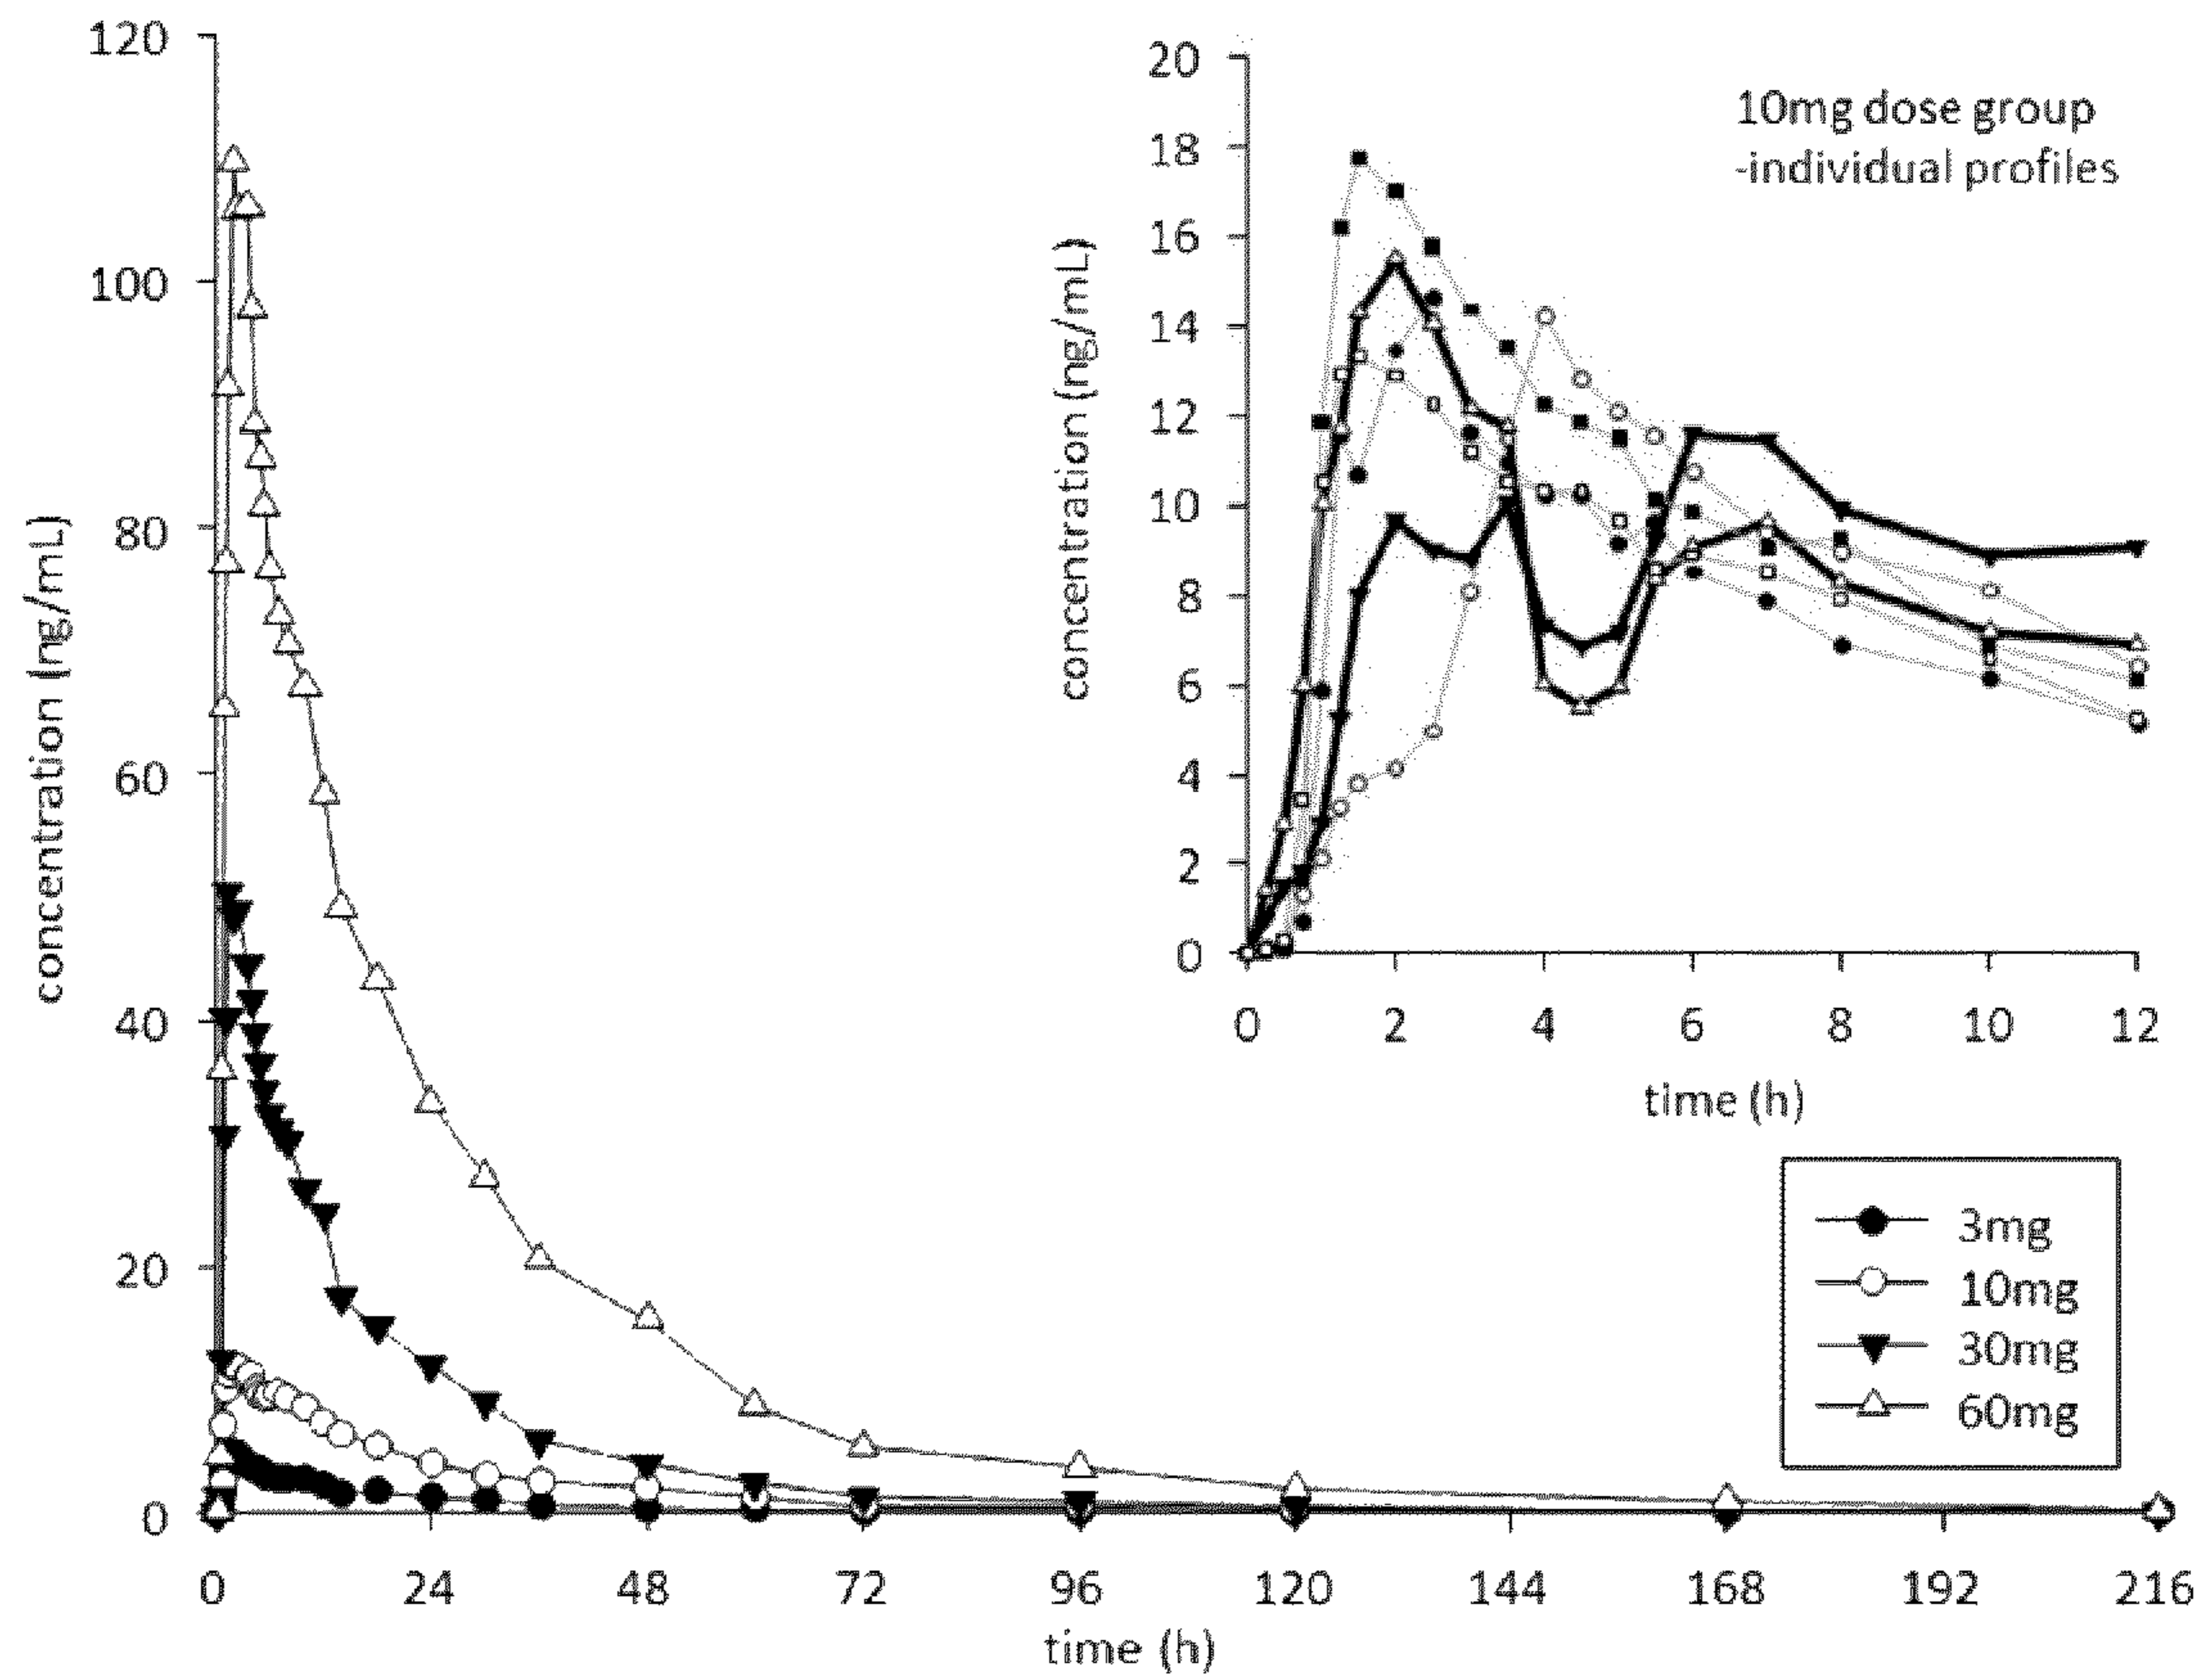 120
100
80
60
40
20
0
concentration (ng/mL)
0 24 48 72 96 120 144 168 192 216
time (h)
20
18
16
14
12
10
8
6
4
2
0
concentration (ng/mL)
0 2 4 6 8 10 12
time (h)
10mg dose group
-individual profiles
3mg
10mg
30mg
60mg